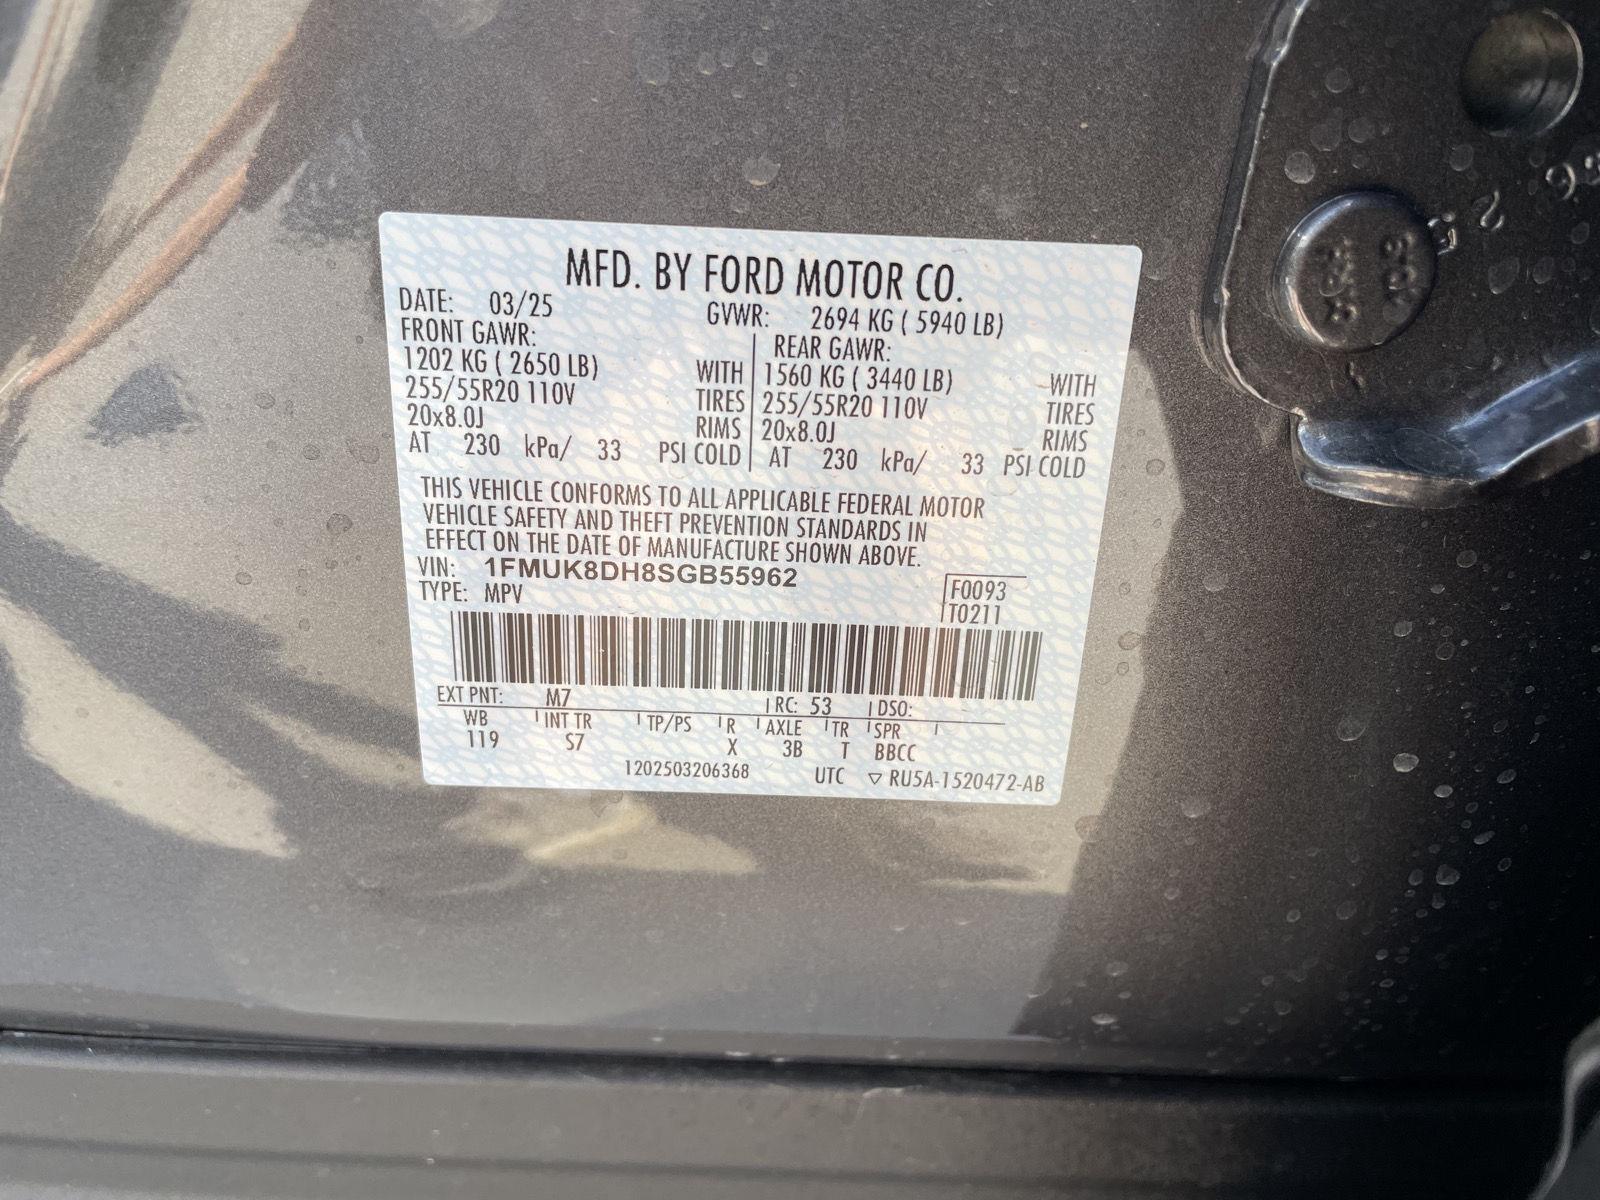 MFD. BY FORD MOTOR CO.
DATE: 03/25 GVWR: 2694 KG ( 5940 LB)
FRONT GAWR: REAR GAWR:
1202 KG ( 2650 LB) WITH 1560 KG ( 3440 LB) WITH
255/55R20 110V TIRES 255/55R20 110V TIRES
20x8.0J RIMS 20x8.0J RIMS
AT 230 kPa/ 33 PSI COLD AT 230 kPa/ 33 PSI COLD
THIS VEHICLE CONFORMS TO ALL APPLICABLE FEDERAL MOTOR
VEHICLE SAFETY AND THEFT PREVENTION STANDARDS IN
EFFECT ON THE DATE OF MANUFACTURE SHOWN ABOVE.
VIN: 1FMUK8DH8SGB55962
TYPE: MPV F0093
T0211
EXT PNT: M7 RC: 53 DSO:
WB INT TR TP/PS R AXLE TR SPR
119 S7 X 3B T BBCC
1202503206368 UTC ▽ RU5A-1520472-AB